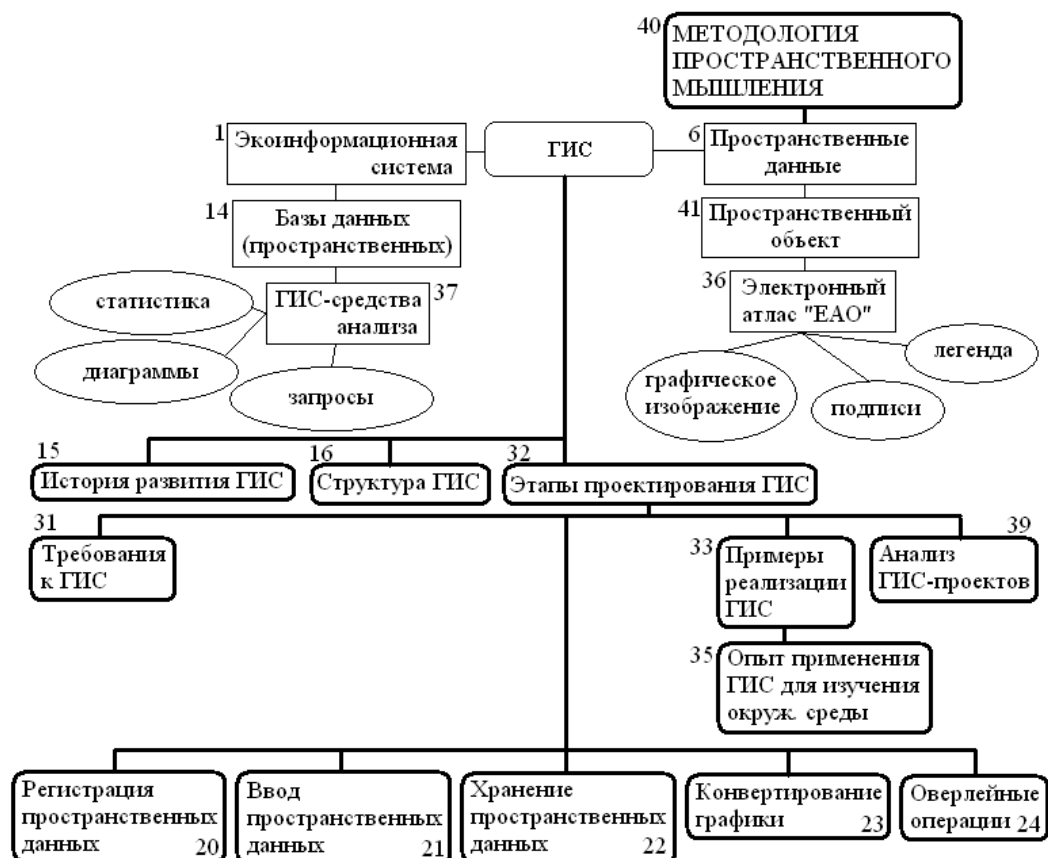 40
МЕТОДОЛОГИЯ
ПРОСТРАНСТВЕННОГО
МЫШЛЕНИЯ
1
Экоинформационная
система
ГИС
6
Пространственные
данные
14
Базы данных
(пространственных)
41
Пространственный
обьект
статистика
ГИС-средства
анализа
37
36
Электронный
атлас "ЕАО"
диаграммы
запросы
графическое
изображение
подписи
легенда
15
История развития ГИС
16
Структура ГИС
32
Этапы проектирования ГИС
31
Требования
к ГИС
33
Примеры
реализации
ГИС
39
Анализ
ГИС-проектов
35
Опыт применения
ГИС для изучения
окруж. среды
Регистрация
пространственных
данных 20
Ввод
пространственных
данных 21
Хранение
пространственных
данных 22
Конвертирование
графики 23
Оверлейные
операции 24